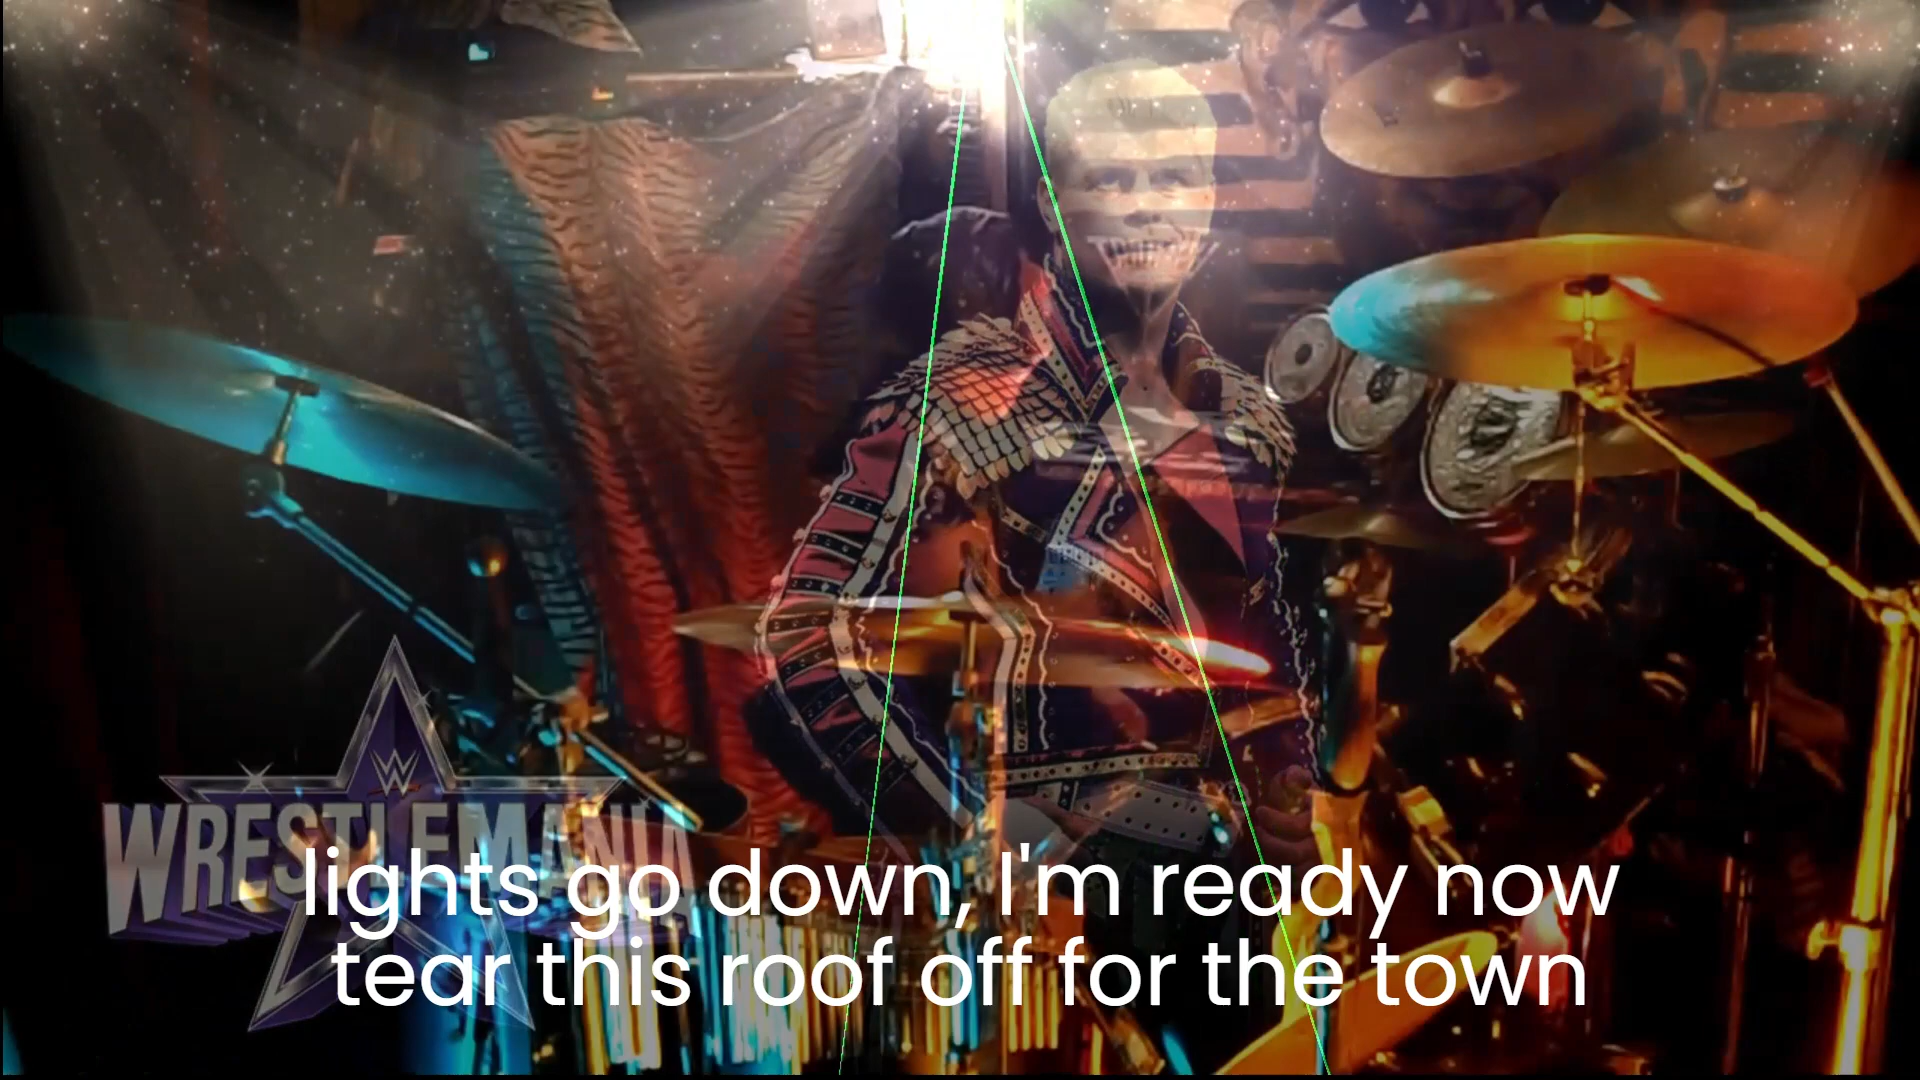 W
WRESTLEMANIA
lights go down, I'm ready now
tear this roof off for the town